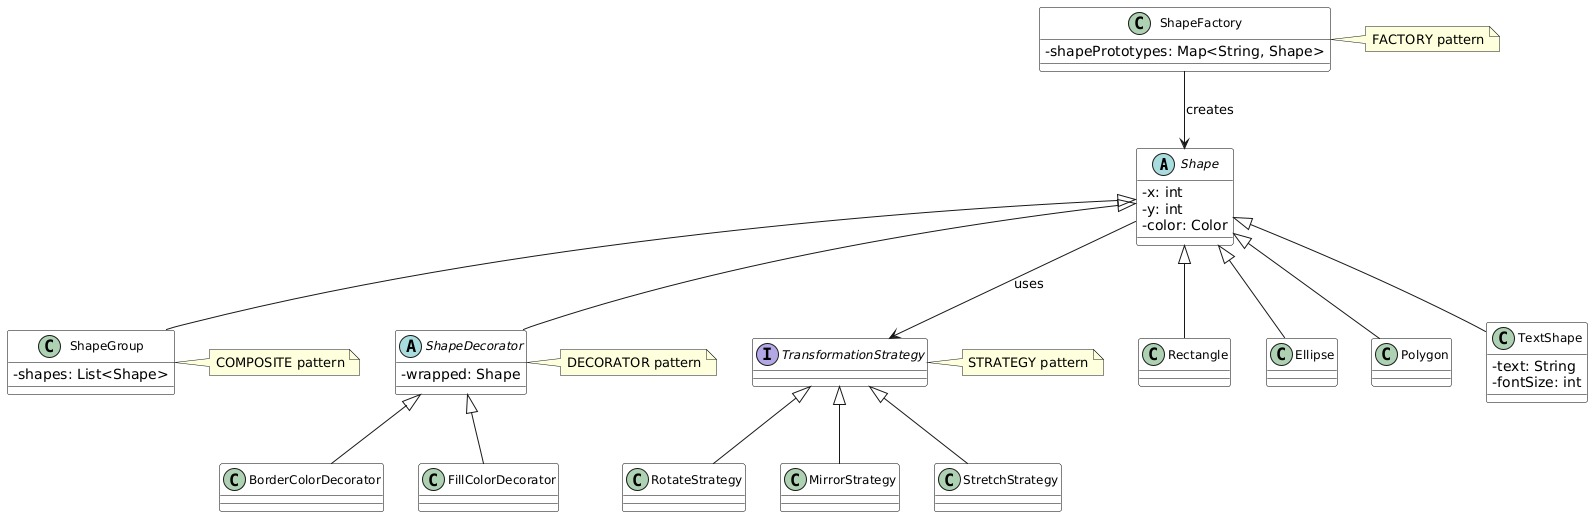 C ShapeFactory
-shapePrototypes: Map<String, Shape>
FACTORY pattern
creates
A Shape
-x: int
-y: int
-color: Color
uses
C ShapeGroup
-shapes: List<Shape>
COMPOSITE pattern
A ShapeDecorator
-wrapped: Shape
DECORATOR pattern
I TransformationStrategy
STRATEGY pattern
C Rectangle
C Ellipse
C Polygon
C TextShape
-text: String
-fontSize: int
C BorderColorDecorator
C FillColorDecorator
C RotateStrategy
C MirrorStrategy
C StretchStrategy